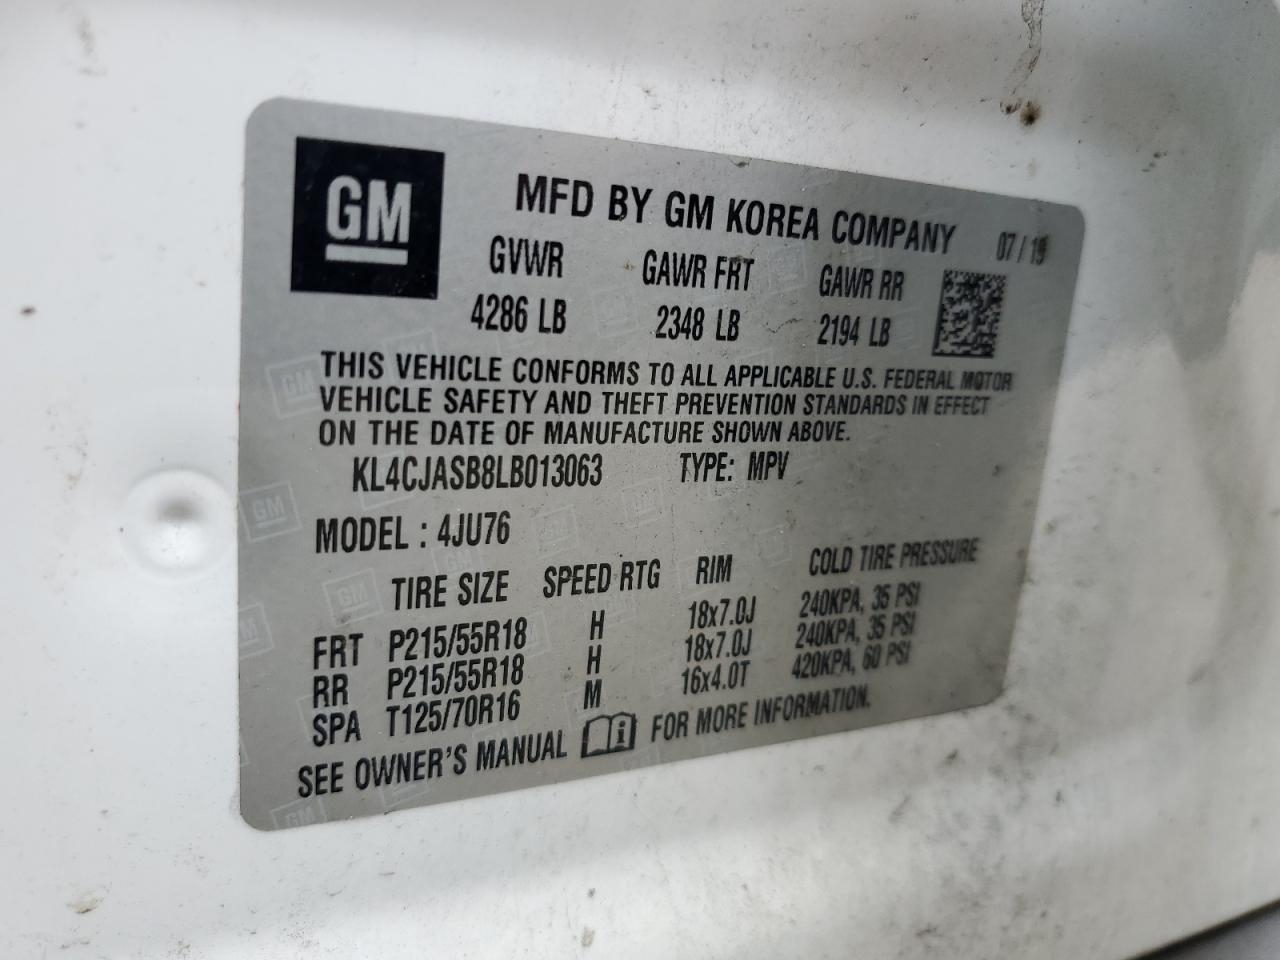 GM
MFD BY GM KOREA COMPANY 07/19
GVWR GAWR FRT GAWR RR
4286 LB 2348 LB 2194 LB
THIS VEHICLE CONFORMS TO ALL APPLICABLE U.S. FEDERAL MOTOR
VEHICLE SAFETY AND THEFT PREVENTION STANDARDS IN EFFECT
ON THE DATE OF MANUFACTURE SHOWN ABOVE.
KL4CJASB8LB013063 TYPE: MPV
MODEL : 4JU76
TIRE SIZE SPEED RTG RIM COLD TIRE PRESSURE
FRT P215/55R18 H 18x7.0J 240KPA, 35 PSI
RR P215/55R18 H 18x7.0J 240KPA, 35 PSI
SPA T125/70R16 M 16x4.0T 420KPA, 60 PSI
SEE OWNER'S MANUAL FOR MORE INFORMATION.